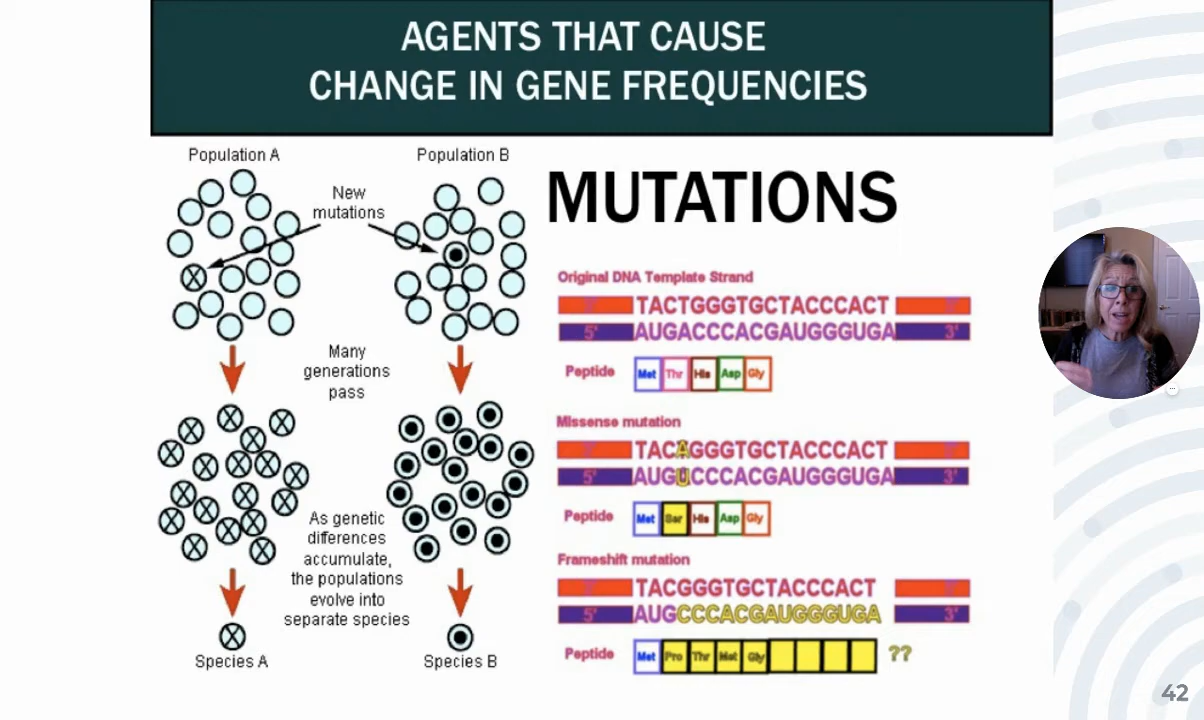 AGENTS THAT CAUSE
CHANGE IN GENE FREQUENCIES
Population A
Population B
New
mutations
Many
generations
pass
As genetic
differences
accumulate,
the populations
evolve into
separate species
Species A
Species B
MUTATIONS
Original DNA Template Strand
TACTGGGTGCTACCCACT
5' AUGACCCACGAUGGGUGA 3'
Peptide Met Thr His Asp Gly
Missense mutation
TACAGGGTGCTACCCACT
5' AUGUCCCACGAUGGGUGA 3'
Peptide Met Ser His Asp Gly
Frameshift mutation
TACGGGTGCTACCCACT
5' AUGCCCACGAUGGGUGA 3'
Peptide Met Pro Thr Met Gly ??
42